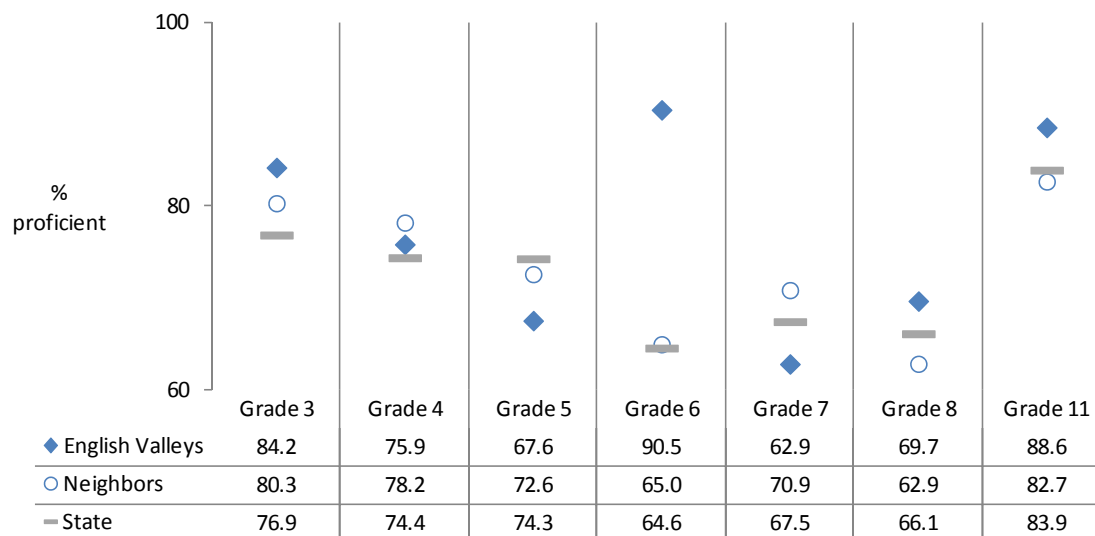 100
80
60
%
proficient
Grade 3 Grade 4 Grade 5 Grade 6 Grade 7 Grade 8 Grade 11
English Valleys 84.2 75.9 67.6 90.5 62.9 69.7 88.6
Neighbors 80.3 78.2 72.6 65.0 70.9 62.9 82.7
State 76.9 74.4 74.3 64.6 67.5 66.1 83.9